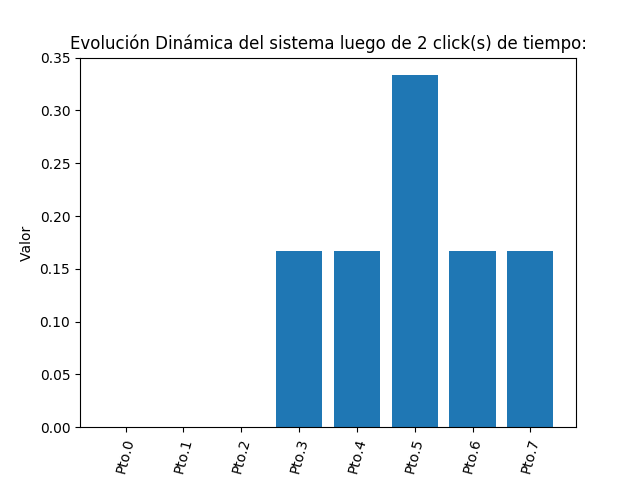 Evolución Dinámica del sistema luego de 2 click(s) de tiempo:
0.35
0.30
0.25
0.20
0.15
0.10
0.05
0.00
Valor
Pto.0
Pto.1
Pto.2
Pto.3
Pto.4
Pto.5
Pto.6
Pto.7